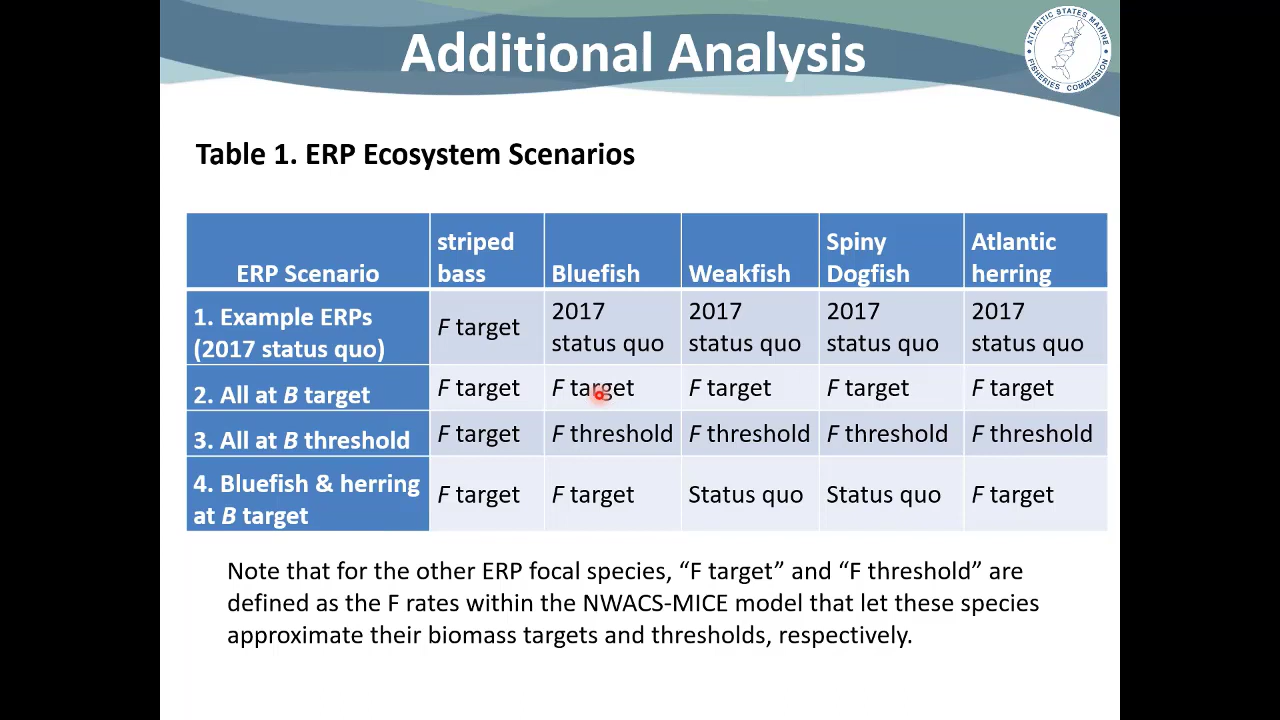 Additional Analysis
ATLANTIC STATES MARINE
FISHERIES COMMISSION
Table 1. ERP Ecosystem Scenarios
ERP Scenario
striped
bass
Bluefish
Weakfish
Spiny
Dogfish
Atlantic
herring
1. Example ERPs
(2017 status quo)
F target
2017
status quo
2017
status quo
2017
status quo
2017
status quo
2. All at B target
F target
F target
F target
F target
F target
3. All at B threshold
F target
F threshold
F threshold
F threshold
F threshold
4. Bluefish & herring
at B target
F target
F target
Status quo
Status quo
F target
Note that for the other ERP focal species, “F target” and “F threshold” are
defined as the F rates within the NWACS-MICE model that let these species
approximate their biomass targets and thresholds, respectively.